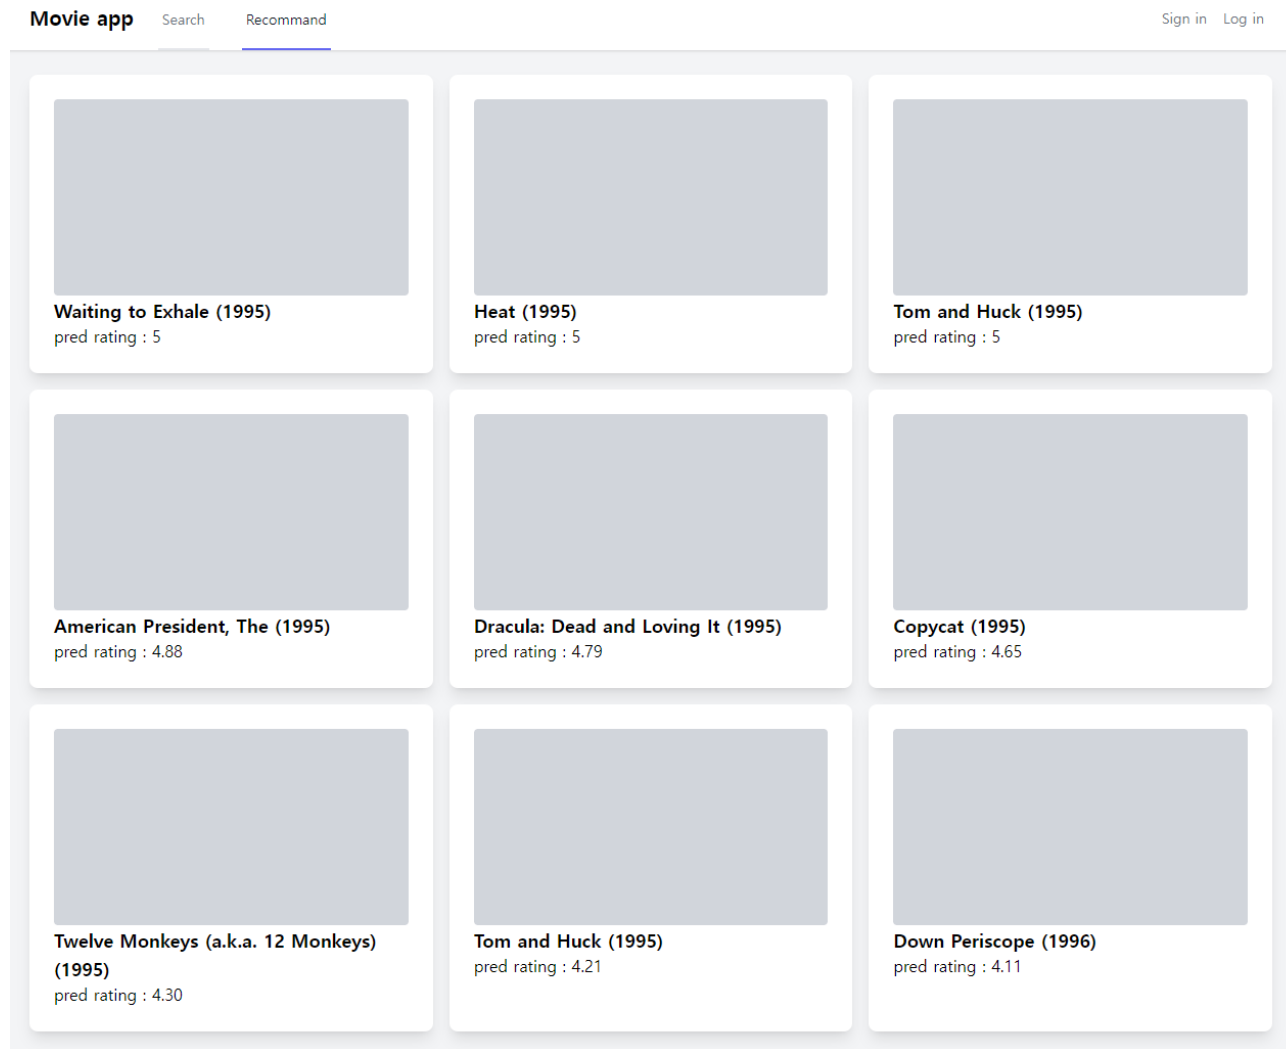 Movie app Search Recommand Sign in Log in
Waiting to Exhale (1995)
pred rating : 5
Heat (1995)
pred rating : 5
Tom and Huck (1995)
pred rating : 5
American President, The (1995)
pred rating : 4.88
Dracula: Dead and Loving It (1995)
pred rating : 4.79
Copycat (1995)
pred rating : 4.65
Twelve Monkeys (a.k.a. 12 Monkeys)
(1995)
pred rating : 4.30
Tom and Huck (1995)
pred rating : 4.21
Down Periscope (1996)
pred rating : 4.11